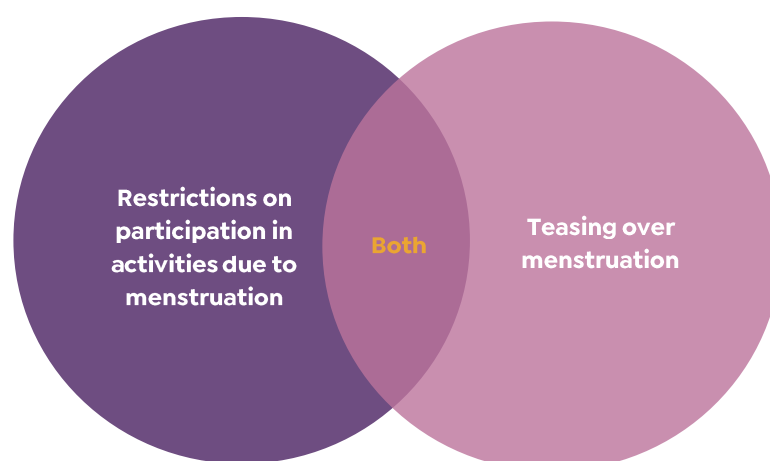 Restrictions on
participation in
activities due to
menstruation
Both
Teasing over
menstruation